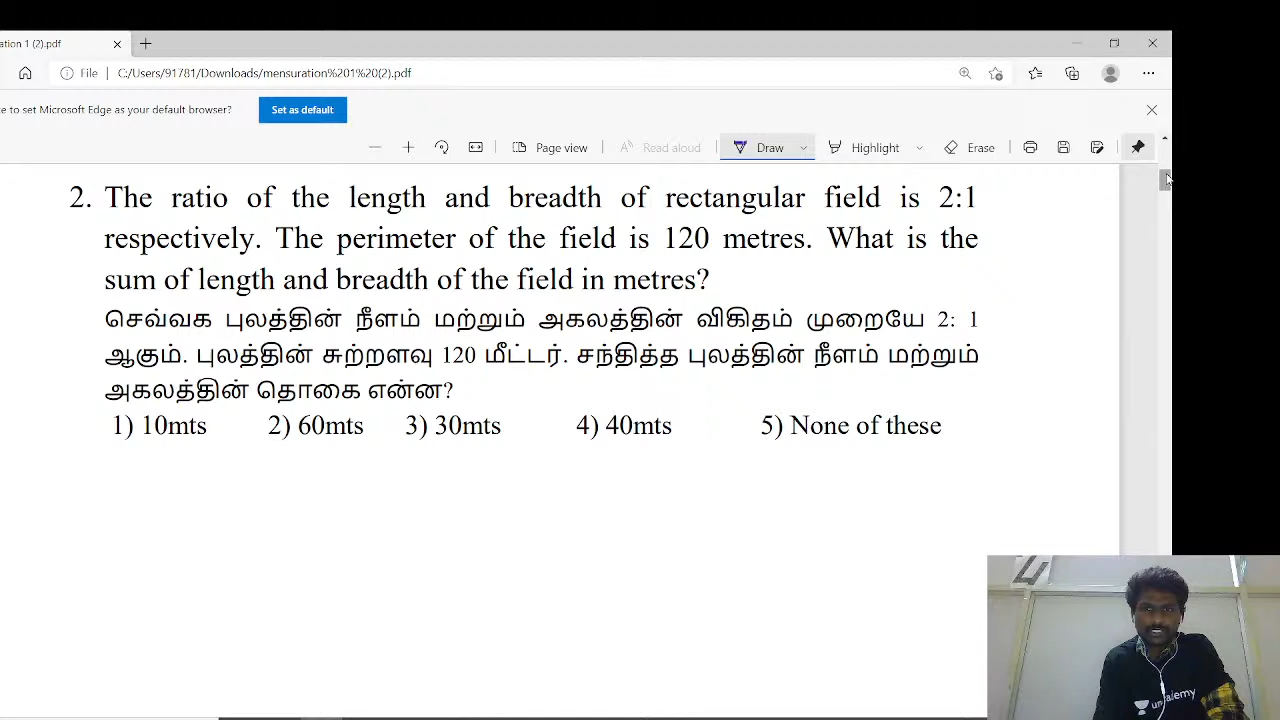 ation 1 (2).pdf
File C:/Users/91781/Downloads/mensuration%201%20(2).pdf
e to set Microsoft Edge as your default browser? Set as default
Page view Read aloud Draw Highlight Erase
2. The ratio of the length and breadth of rectangular field is 2:1
respectively. The perimeter of the field is 120 metres. What is the
sum of length and breadth of the field in metres?
செவ்வக புலத்தின் நீளம் மற்றும் அகலத்தின் விகிதம் முறையே 2: 1
ஆகும். புலத்தின் சுற்றளவு 120 மீட்டர். சந்தித்த புலத்தின் நீளம் மற்றும்
அகலத்தின் தொகை என்ன?
1) 10mts 2) 60mts 3) 30mts 4) 40mts 5) None of these